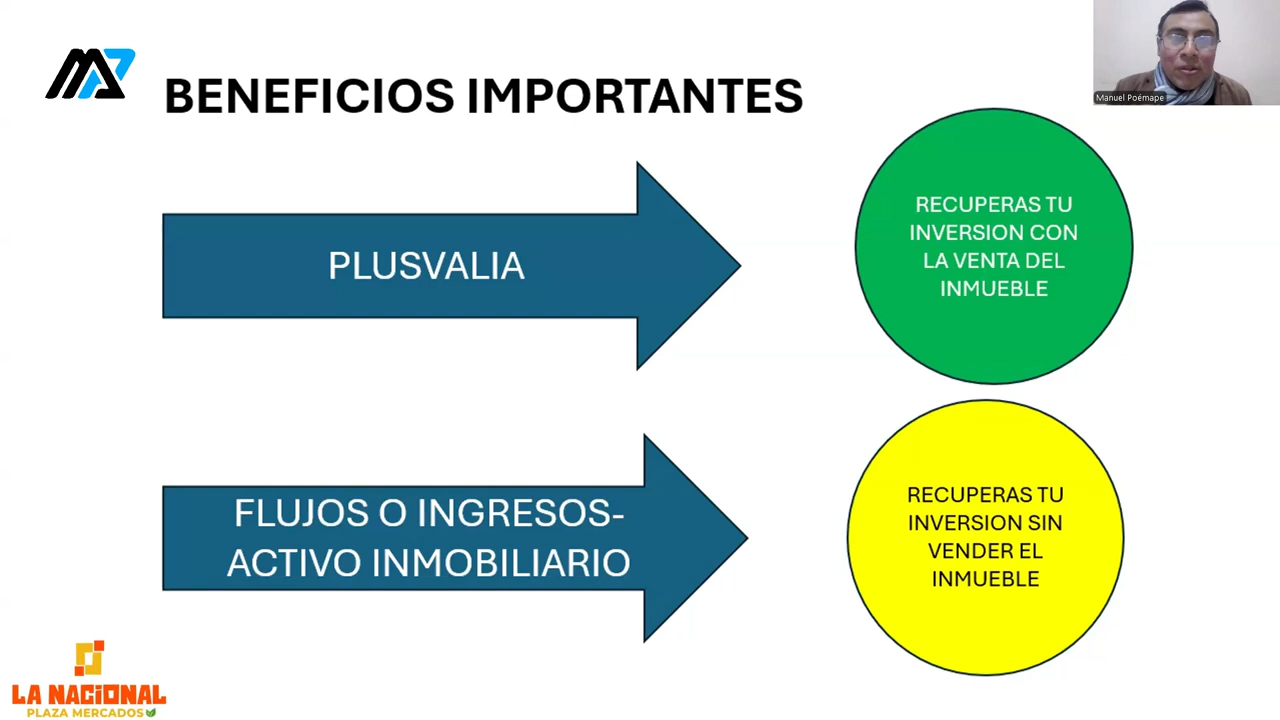 BENEFICIOS IMPORTANTES
Manuel Poémape
PLUSVALIA
RECUPERAS TU
INVERSION CON
LA VENTA DEL
INMUEBLE
FLUJOS O INGRESOS-
ACTIVO INMOBILIARIO
RECUPERAS TU
INVERSION SIN
VENDER EL
INMUEBLE
LA NACIONAL
PLAZA MERCADOS